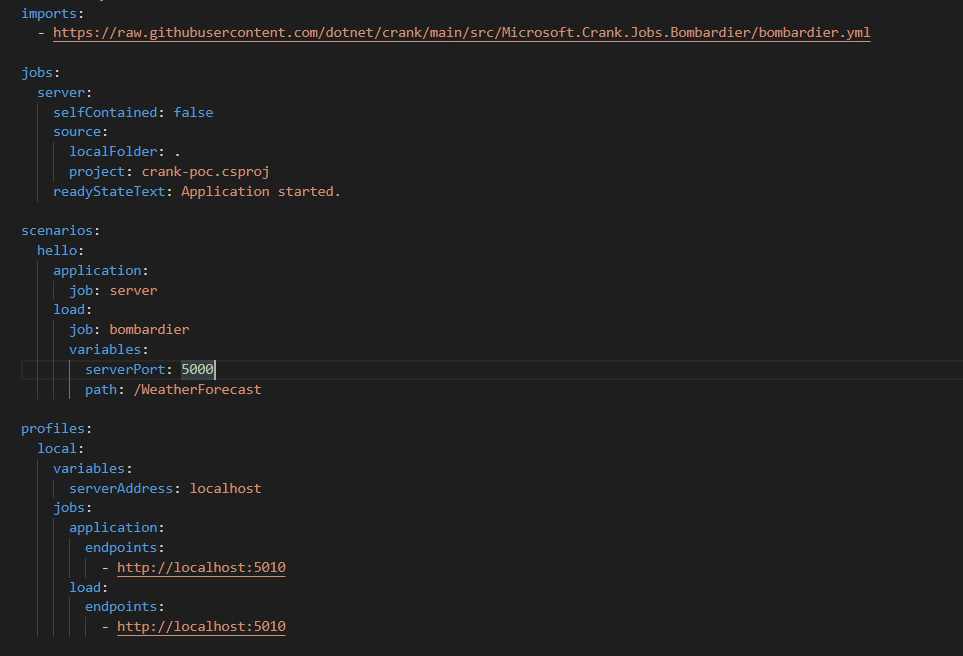 imports:
  - https://raw.githubusercontent.com/dotnet/crank/main/src/Microsoft.Crank.Jobs.Bombardier/bombardier.yml

jobs:
  server:
    selfContained: false
    source:
      localFolder: .
      project: crank-poc.csproj
    readyStateText: Application started.

scenarios:
  hello:
    application:
      job: server
    load:
      job: bombardier
      variables:
        serverPort: 5000
        path: /WeatherForecast

profiles:
  local:
    variables:
      serverAddress: localhost
    jobs:
      application:
        endpoints:
          - http://localhost:5010
      load:
        endpoints:
          - http://localhost:5010